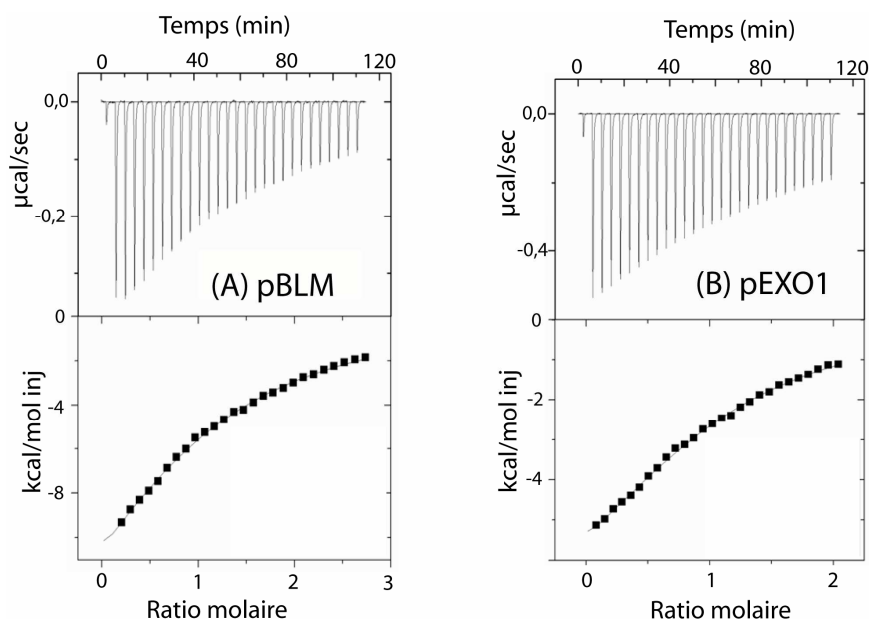 Temps (min)
0 40 80 120
0,0
-0,2
µcal/sec
(A) pBLM
0
-4
-8
kcal/mol inj
0 1 2 3
Ratio molaire
Temps (min)
0 40 80 120
0,0
-0,4
µcal/sec
(B) pEXO1
0
-2
-4
kcal/mol inj
0 1 2
Ratio molaire